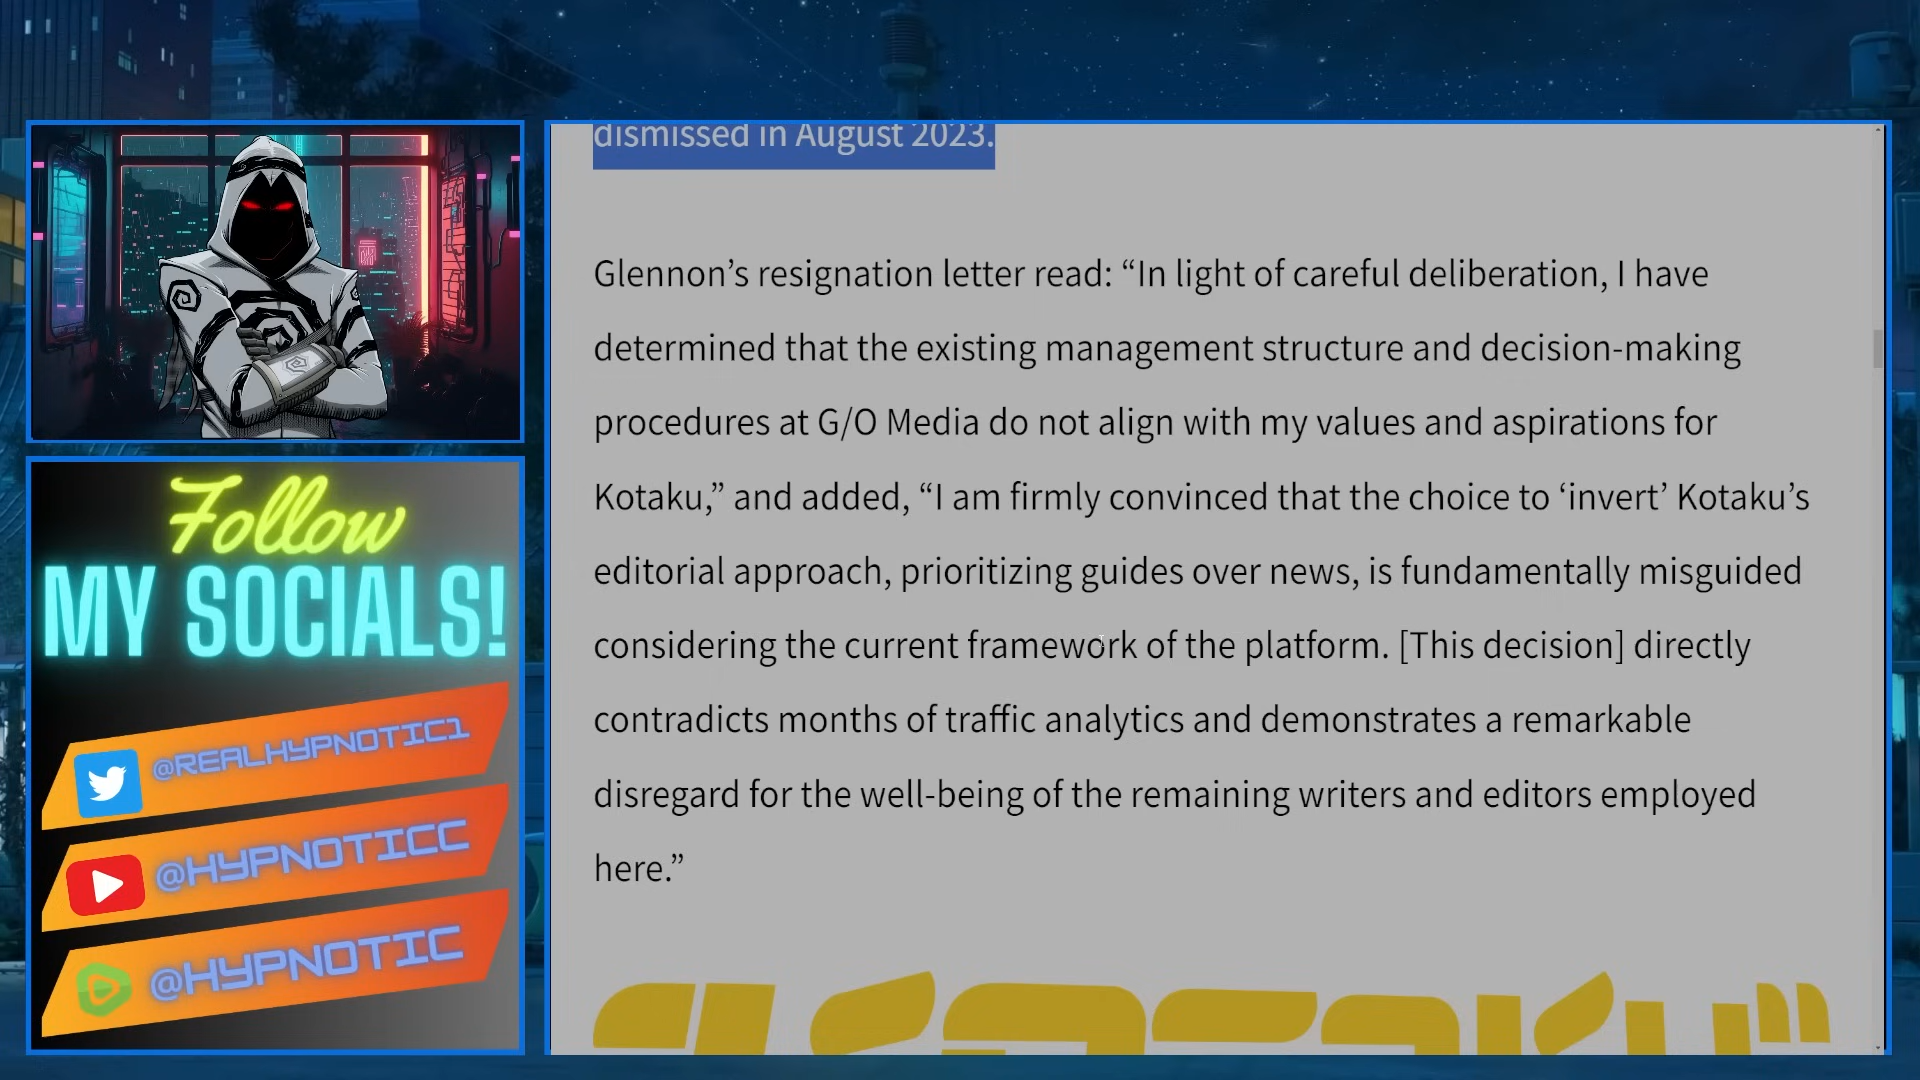 dismissed in August 2023.
Glennon’s resignation letter read: “In light of careful deliberation, I have
determined that the existing management structure and decision-making
procedures at G/O Media do not align with my values and aspirations for
Kotaku,” and added, “I am firmly convinced that the choice to ‘invert’ Kotaku’s
editorial approach, prioritizing guides over news, is fundamentally misguided
considering the current framework of the platform. [This decision] directly
contradicts months of traffic analytics and demonstrates a remarkable
disregard for the well-being of the remaining writers and editors employed
here.”
Follow
MY SOCIALS!
@REALHYPNOTIC1
@HYPNOTICC
@HYPNOTIC